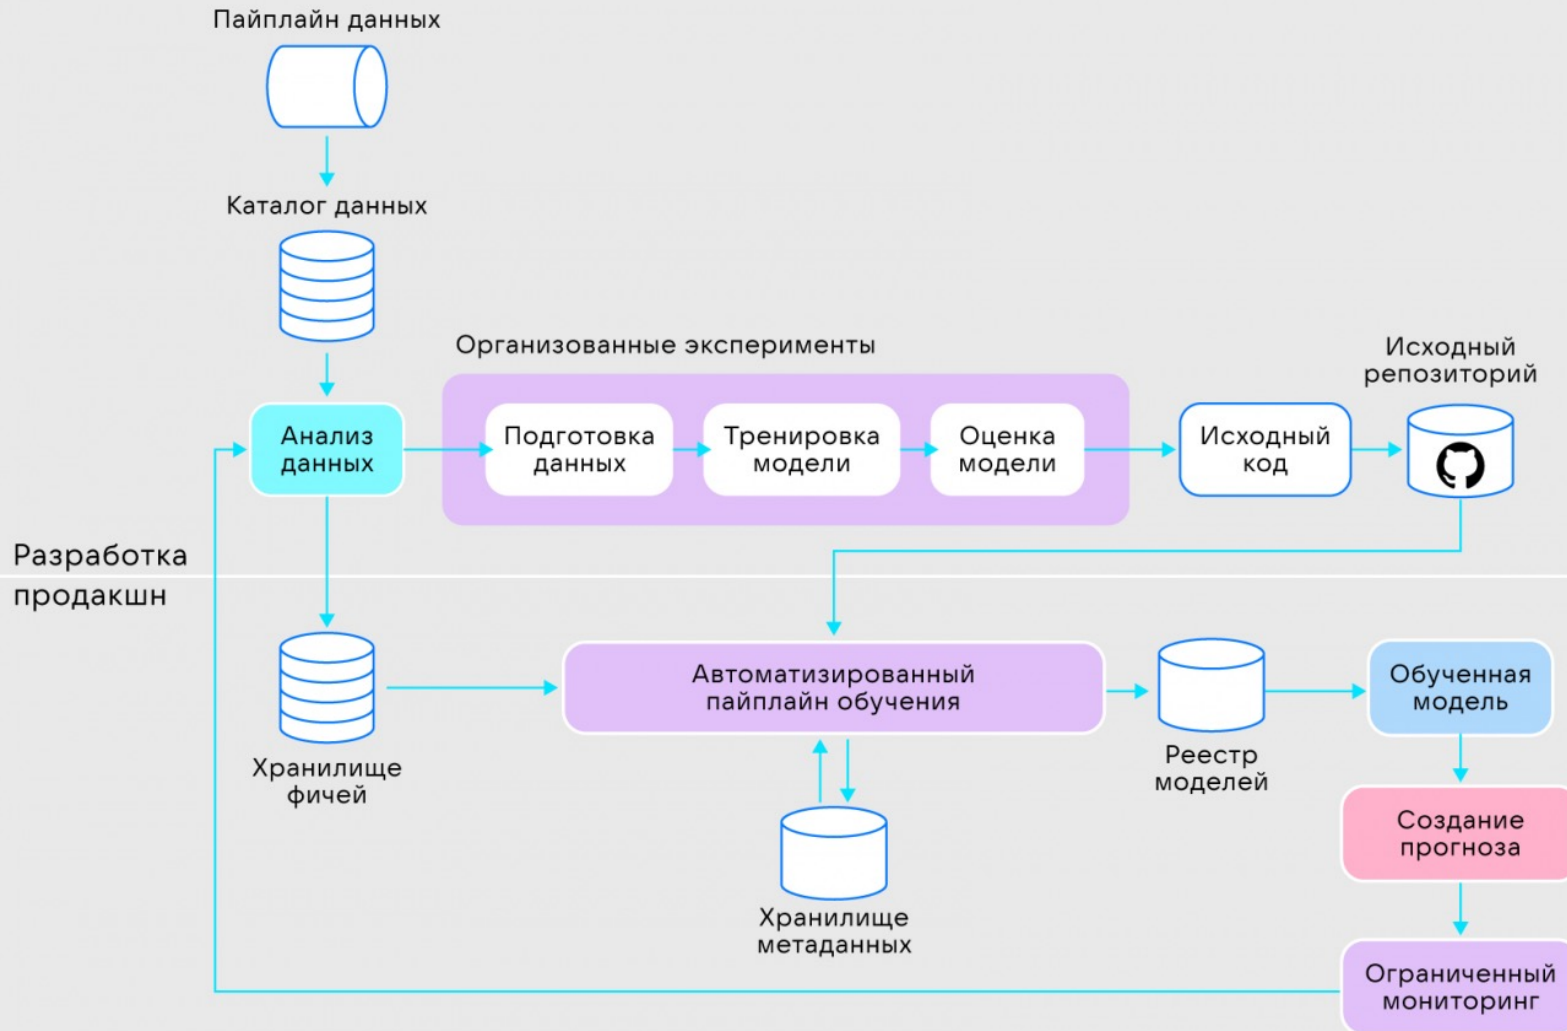 Пайплайн данных
Каталог данных
Организованные эксперименты
Исходный
репозиторий
Анализ
данных
Подготовка
данных
Тренировка
модели
Оценка
модели
Исходный
код
Разработка
продакшн
Автоматизированный
пайплайн обучения
Обученная
модель
Хранилище
фичей
Реестр
моделей
Создание
прогноза
Хранилище
метаданных
Ограниченный
мониторинг